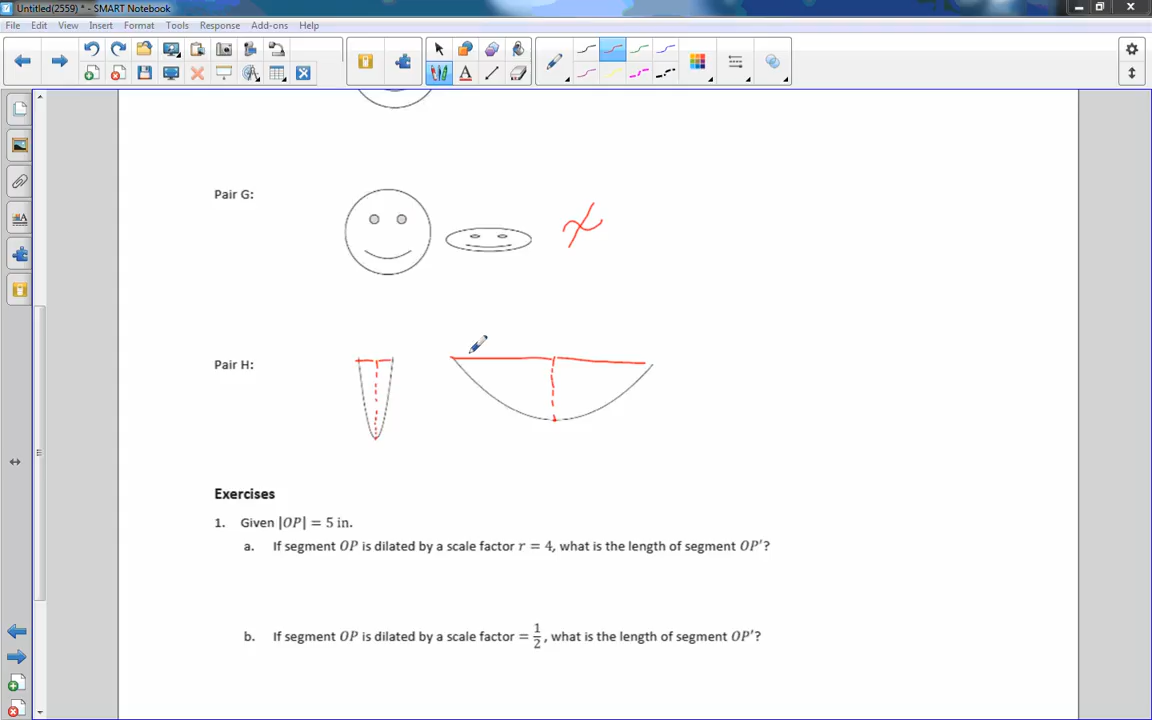 Untitled(2559) * - SMART Notebook
File Edit View Insert Format Tools Response Add-ons Help
Pair G:
≁
Pair H:
Exercises
1. Given |OP| = 5 in.
a. If segment OP is dilated by a scale factor r = 4, what is the length of segment OP′?
b. If segment OP is dilated by a scale factor = 1/2, what is the length of segment OP′?